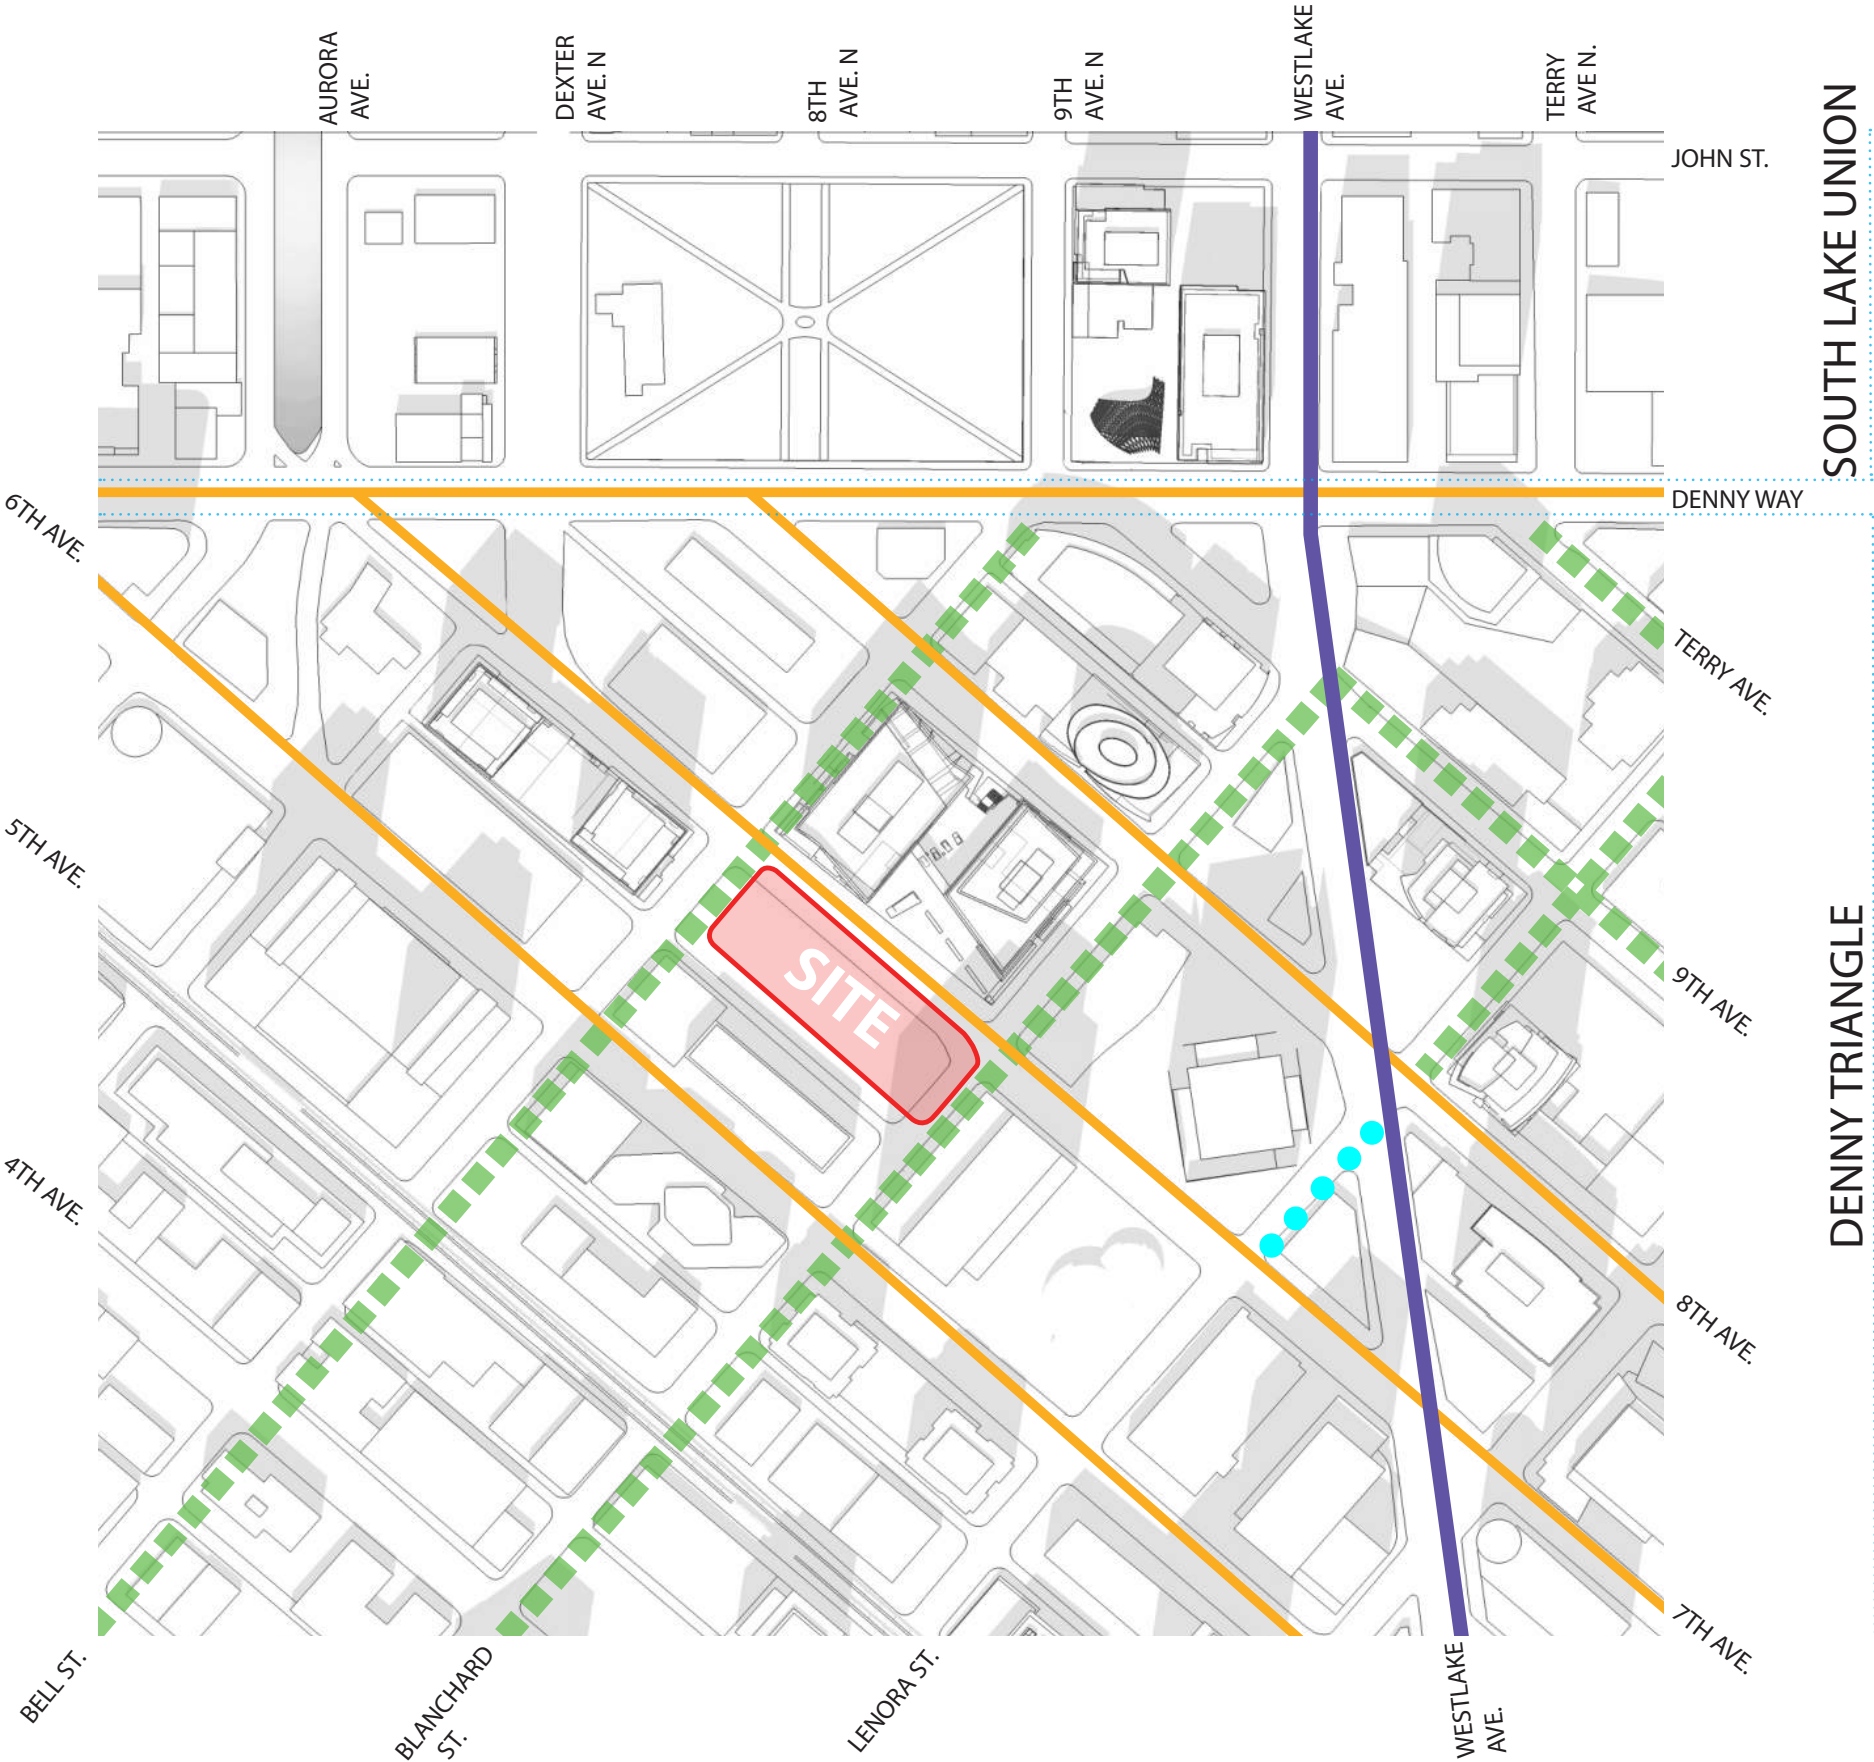 AURORA
AVE.
DEXTER
AVE. N
8TH
AVE. N
9TH
AVE. N
WESTLAKE
AVE.
TERRY
AVE N.
JOHN ST.
SOUTH LAKE UNION
DENNY WAY
6TH AVE.
TERRY AVE.
5TH AVE.
SITE
9TH AVE.
DENNY TRIANGLE
4TH AVE.
8TH AVE.
7TH AVE.
BELL ST.
BLANCHARD
ST.
LENORA ST.
WESTLAKE
AVE.